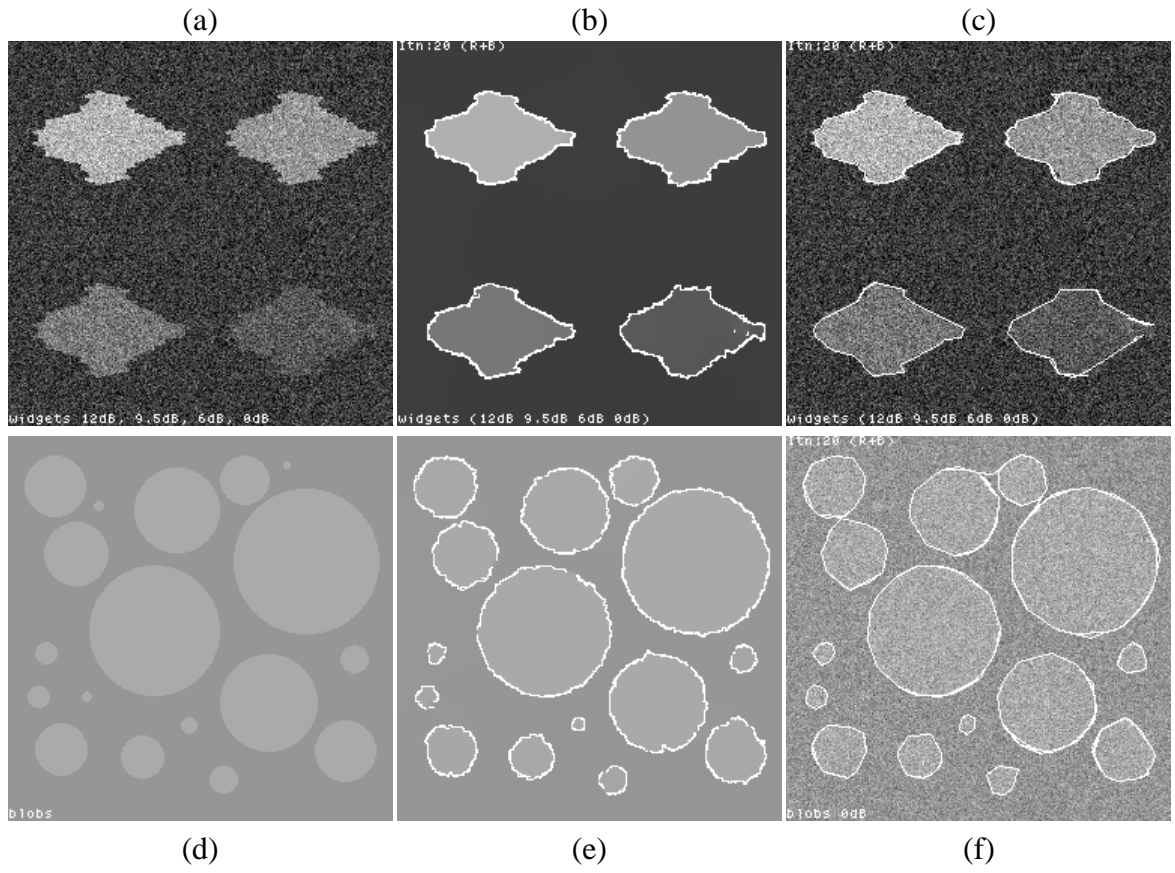 (a) (b) (c)
Itn:20 (R+B) Itn:20 (R+B)
widgets 12dB, 9.5dB, 6dB, 0dB widgets (12dB 9.5dB 6dB 0dB) widgets (12dB 9.5dB 6dB 0dB)
Itn:20 (R+B)
blobs blobs 0dB
(d) (e) (f)